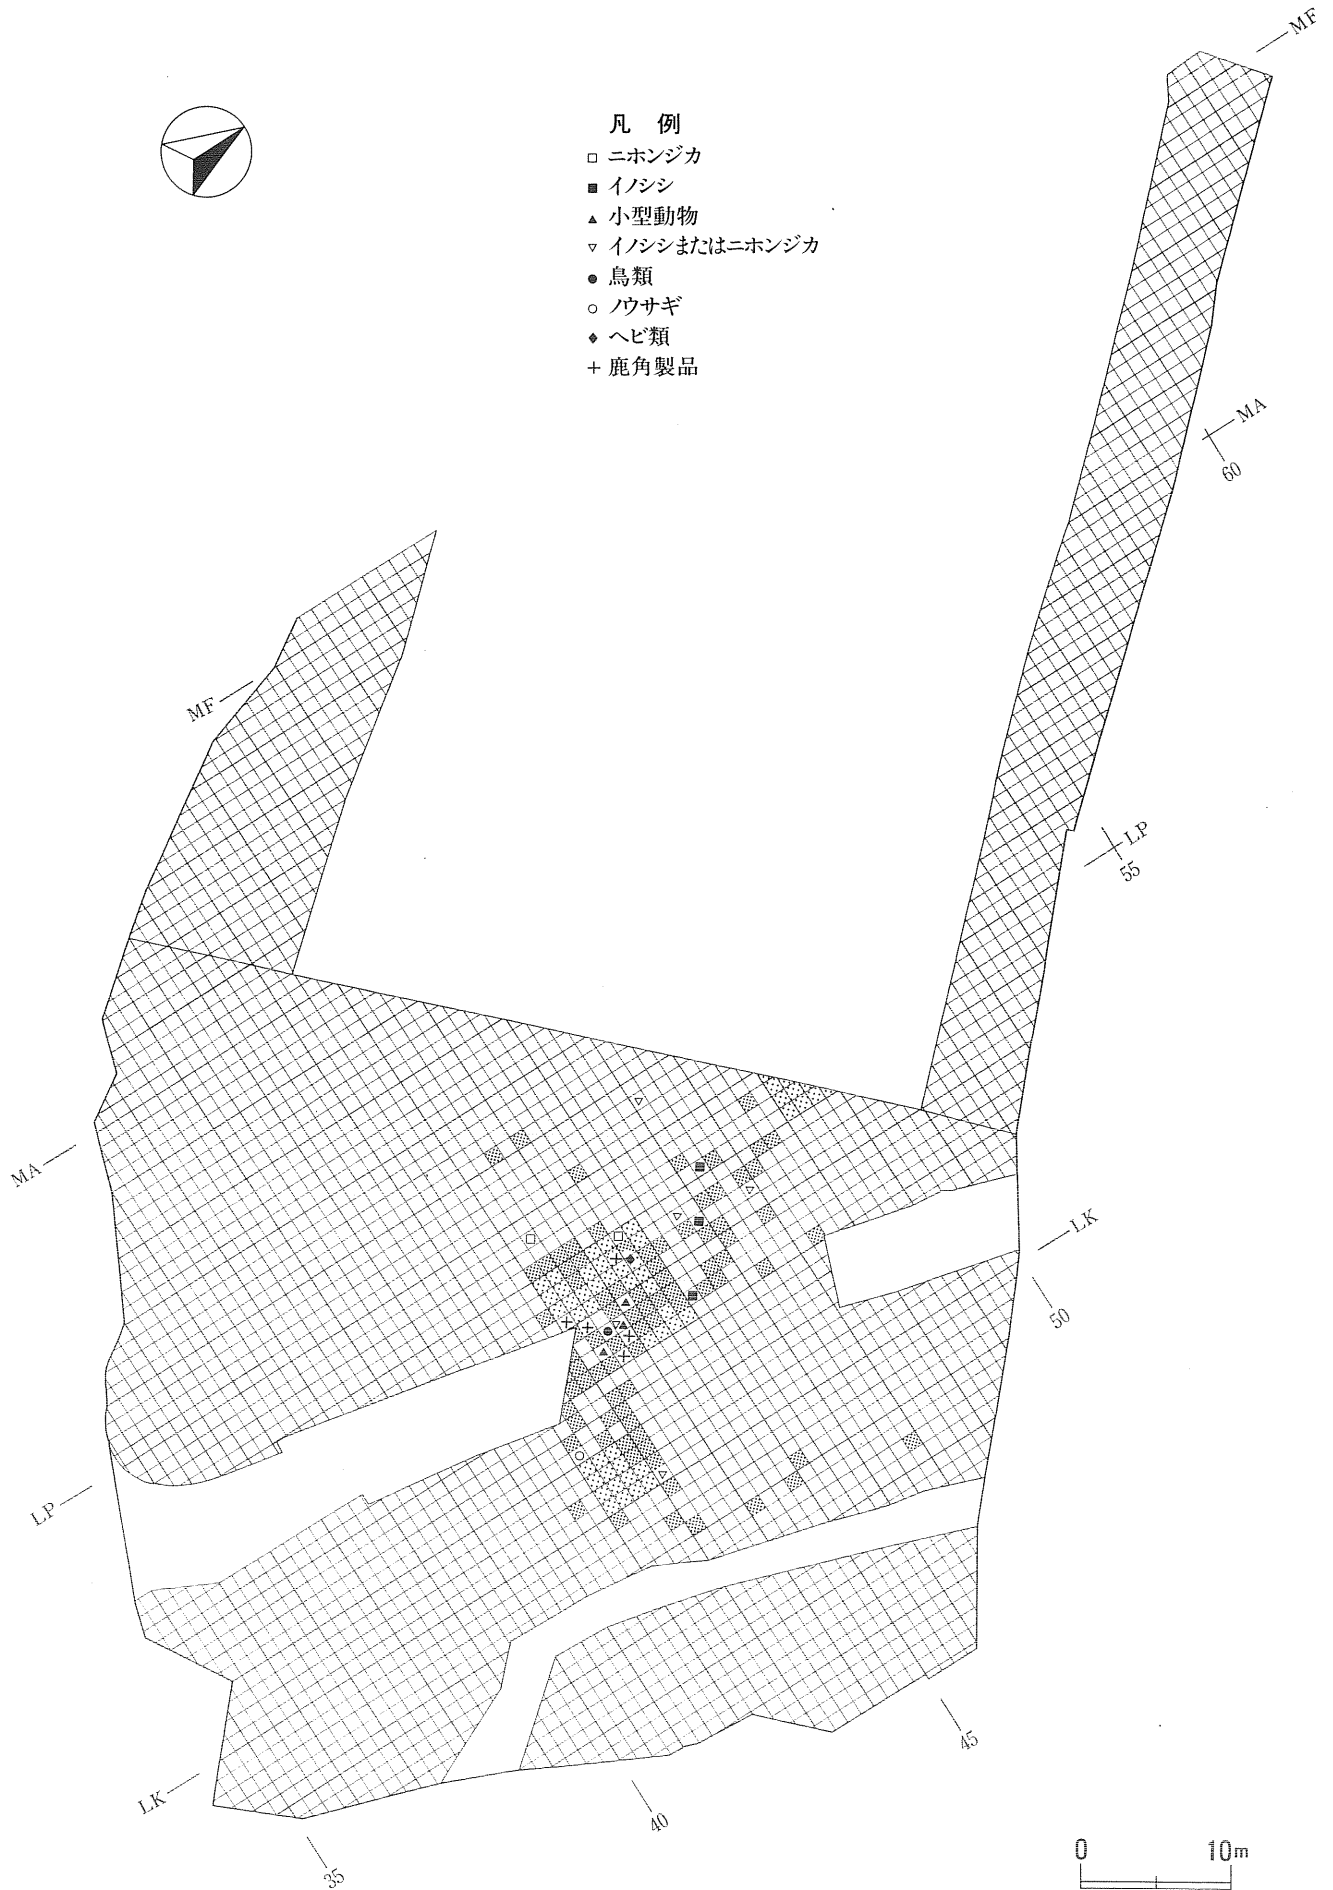 MF
凡 例
□ ニホンジカ
■ イノシシ
▲ 小型動物
▽ イノシシまたはニホンジカ
● 鳥類
○ ノウサギ
◆ ヘビ類
+ 鹿角製品
MA
60
MF
LP
55
MA
LK
50
LP
45
LK
40
35
0 10m